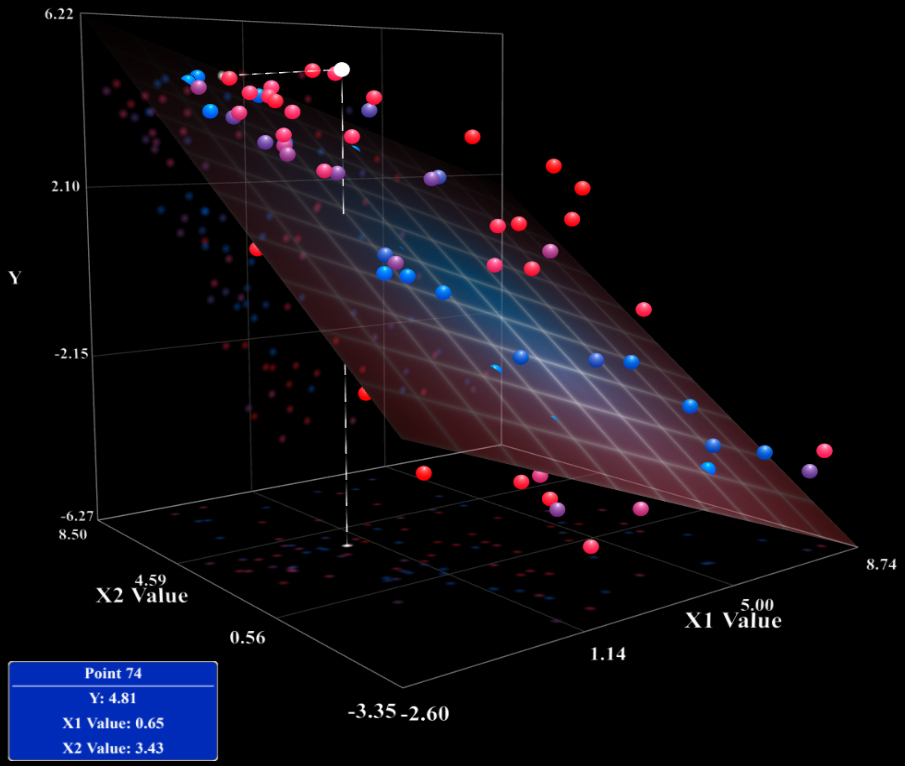 6.22
2.10
Y
-2.15
-6.27
8.50
4.59
X2 Value
0.56
-3.35
-2.60
1.14
X1 Value
5.00
8.74
Point 74
Y: 4.81
X1 Value: 0.65
X2 Value: 3.43